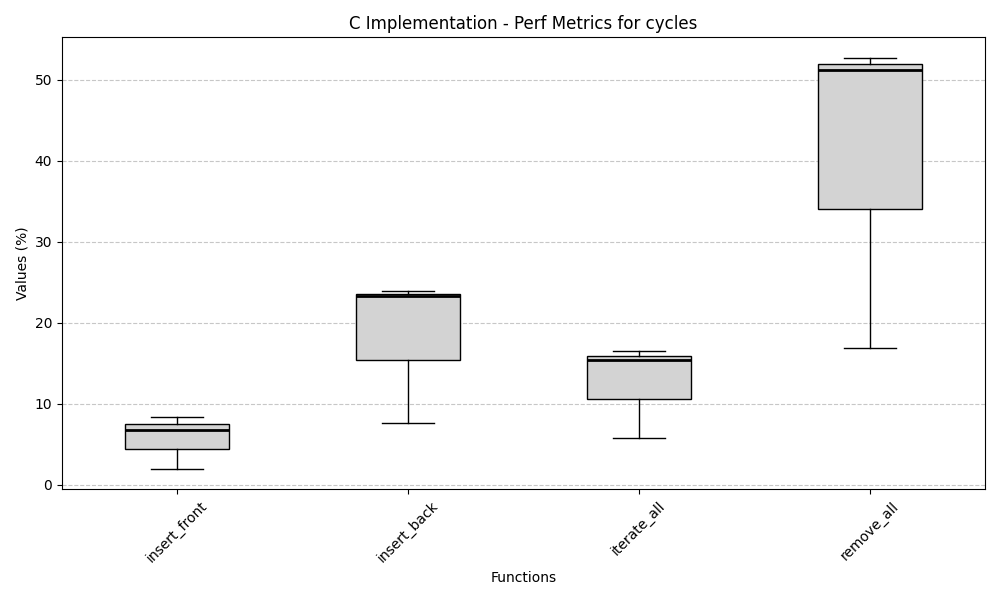 C Implementation - Perf Metrics for cycles
Values (%)
50
40
30
20
10
0
insert_front
insert_back
iterate_all
remove_all
Functions